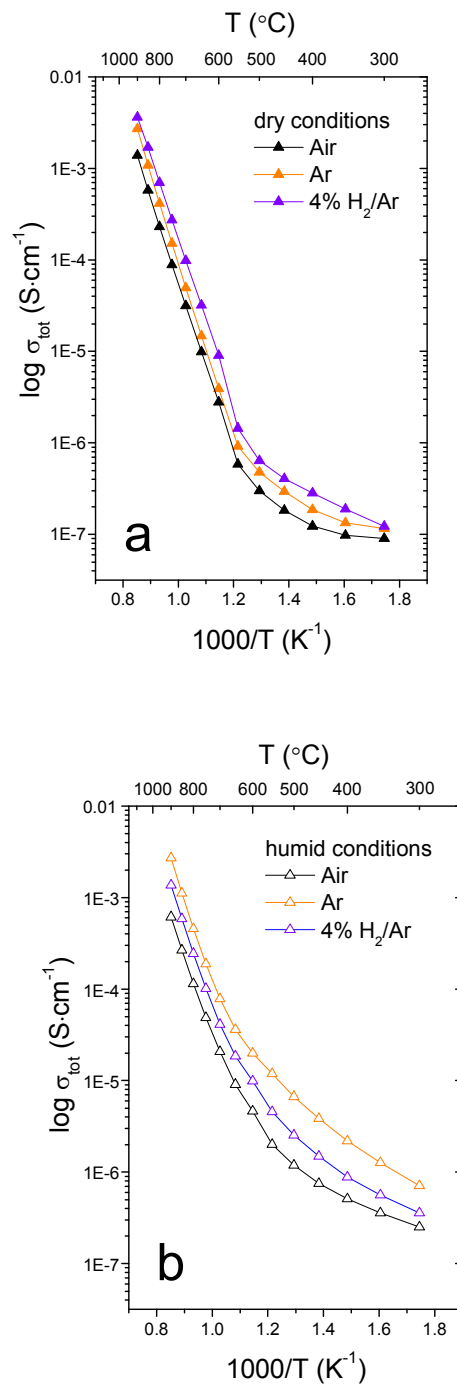 T (°C)
800 600 500 400 300
0.01
dry conditions
Air
Ar
4% H₂/Ar
1E-3
1E-4
1E-5
1E-6
1E-7
log σtot (S·cm⁻¹)
a
0.8 1.0 1.2 1.4 1.6 1.8
1000/T (K⁻¹)
T (°C)
1000 800 600 500 400 300
0.01
humid conditions
Air
Ar
4% H₂/Ar
1E-3
1E-4
1E-5
1E-6
1E-7
log σtot (S·cm⁻¹)
b
0.8 1.0 1.2 1.4 1.6 1.8
1000/T (K⁻¹)